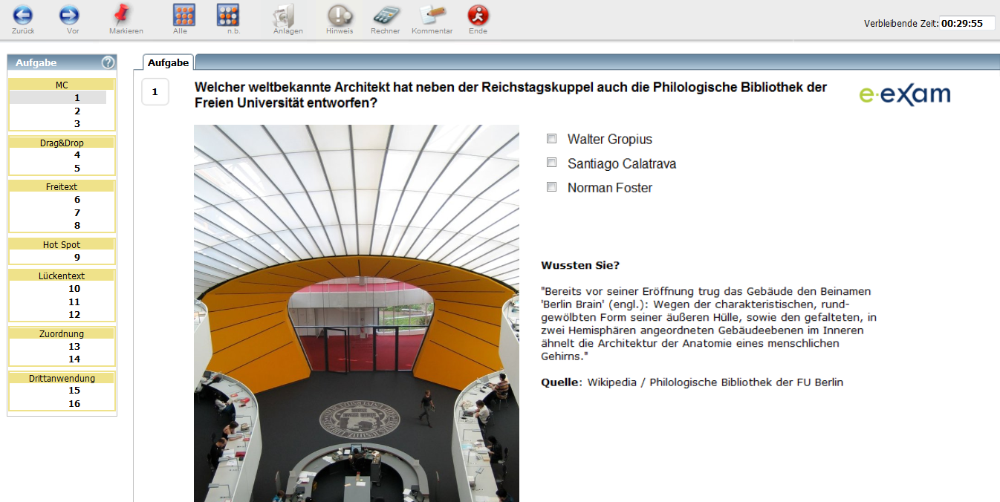 Zurück
Vor
Markieren
Alle
n.b.
Anlagen
Hinweis
Rechner
Kommentar
Ende
Verbleibende Zeit: 00:29:55
Aufgabe
?
MC
1
2
3
Drag&Drop
4
5
Freitext
6
7
8
Hot Spot
9
Lückentext
10
11
12
Zuordnung
13
14
Drittanwendung
15
16
Aufgabe
1
Welcher weltbekannte Architekt hat neben der Reichstagskuppel auch die Philologische Bibliothek der
Freien Universität entworfen?
e·exam
Walter Gropius
Santiago Calatrava
Norman Foster
Wussten Sie?
"Bereits vor seiner Eröffnung trug das Gebäude den Beinamen
'Berlin Brain' (engl.): Wegen der charakteristischen, rund-
gewölbten Form seiner äußeren Hülle, sowie den gefalteten, in
zwei Hemisphären angeordneten Gebäudeebenen im Inneren
ähnelt die Architektur der Anatomie eines menschlichen
Gehirns."
Quelle: Wikipedia / Philologische Bibliothek der FU Berlin